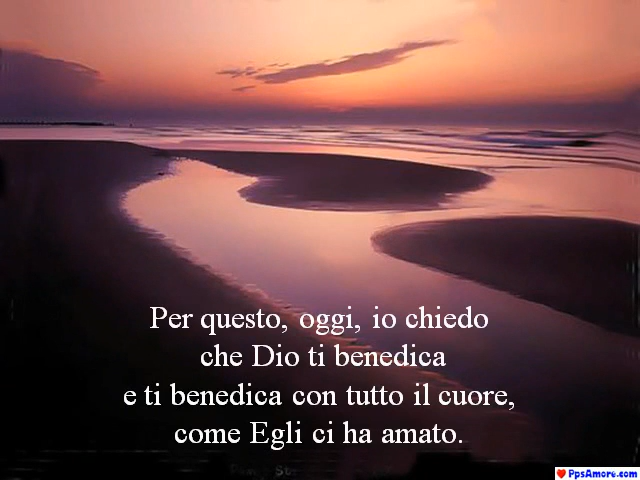 Per questo, oggi, io chiedo
che Dio ti benedica
e ti benedica con tutto il cuore,
come Egli ci ha amato.
PpsAmore.com